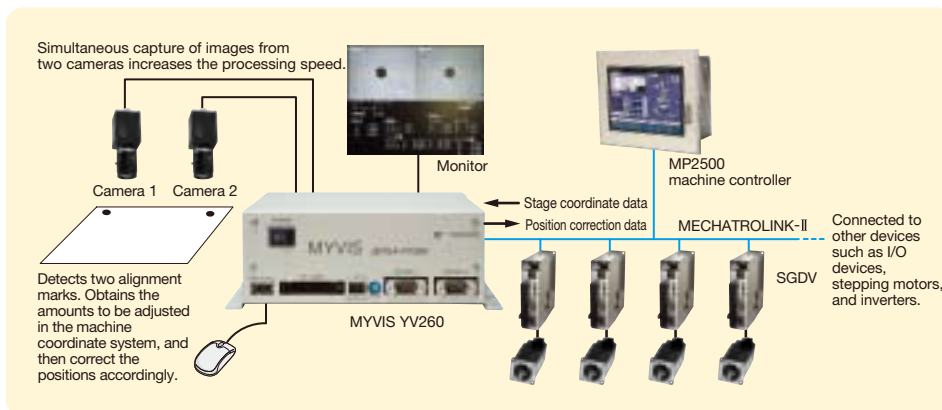 Simultaneous capture of images from
two cameras increases the processing speed.
Camera 1
Camera 2
Monitor
MP2500
machine controller
Stage coordinate data
Position correction data
MECHATROLINK-Ⅱ
Connected to
other devices
such as I/O
devices,
stepping motors,
and inverters.
SGDV
MYVIS
MYVIS YV260
Detects two alignment
marks. Obtains the
amounts to be adjusted
in the machine
coordinate system, and
then correct the
positions accordingly.